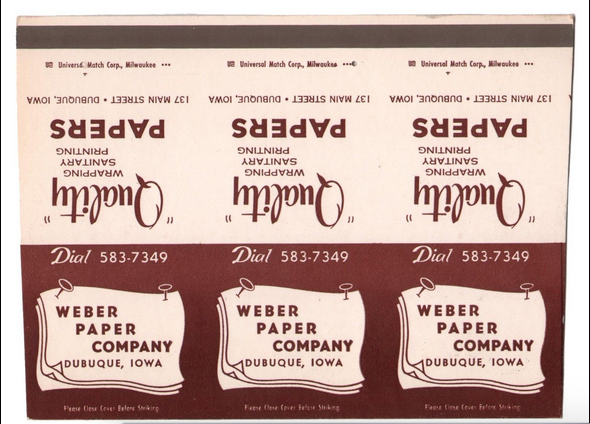 Universal Match Corp., Milwaukee
Universal Match Corp., Milwaukee
Universal Match Corp., Milwaukee
137 MAIN STREET • DUBUQUE, IOWA
137 MAIN STREET • DUBUQUE, IOWA
137 MAIN STREET • DUBUQUE, IOWA
"Quality"
WRAPPING
SANITARY
PRINTING
PAPERS
"Quality"
WRAPPING
SANITARY
PRINTING
PAPERS
"Quality"
WRAPPING
SANITARY
PRINTING
PAPERS
Dial 583-7349
Dial 583-7349
Dial 583-7349
WEBER
PAPER
COMPANY
DUBUQUE, IOWA
WEBER
PAPER
COMPANY
DUBUQUE, IOWA
WEBER
PAPER
COMPANY
DUBUQUE, IOWA
Please Close Cover Before Striking
Please Close Cover Before Striking
Please Close Cover Before Striking